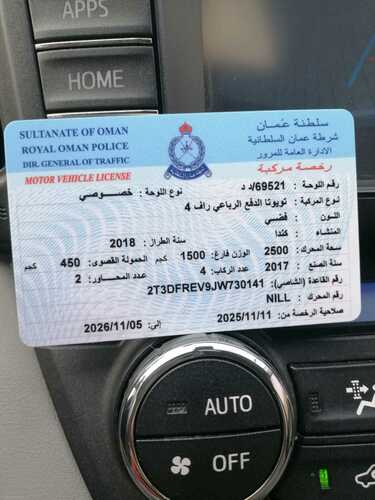 APPS
HOME
SULTANATE OF OMAN
ROYAL OMAN POLICE
DIR. GENERAL OF TRAFFIC
MOTOR VEHICLE LICENSE
سلطنة عمان
شرطة عمان السلطانية
الإدارة العامة للمرور
رخصة مركبة
رقم اللوحة : 69521/د د نوع اللوحة: خصوصي
نوع المركبة : تويوتا الدفع الرباعي راف 4
اللون : فضي
المنشاء : كندا سنة الطراز: 2018
سعة المحرك: 2500 الوزن فارغ: 1500 كجم الحمولة القصوى: 450 كجم
سنة الصنع : 2017 عدد الركاب: 4 عدد المحاور: 2
رقم القاعدة (الشاصي): 2T3DFREV9JW730141
رقم المحرك: NILL
صلاحية الرخصة من: 2025/11/11 إلى: 2026/11/05
AUTO
OFF